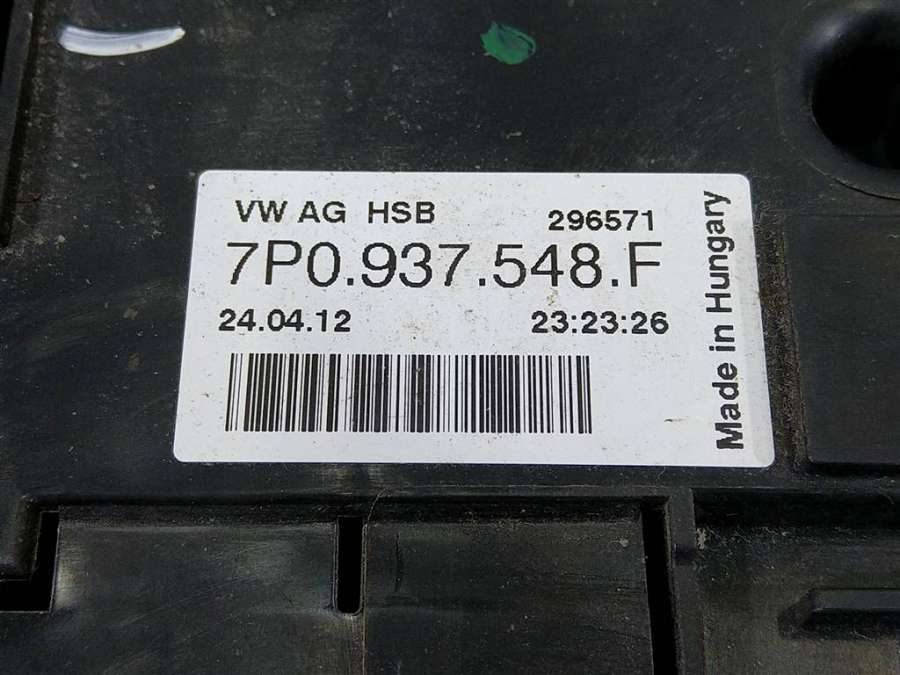 VW AG HSB 296571
7P0.937.548.F
24.04.12 23:23:26
Made in Hungary